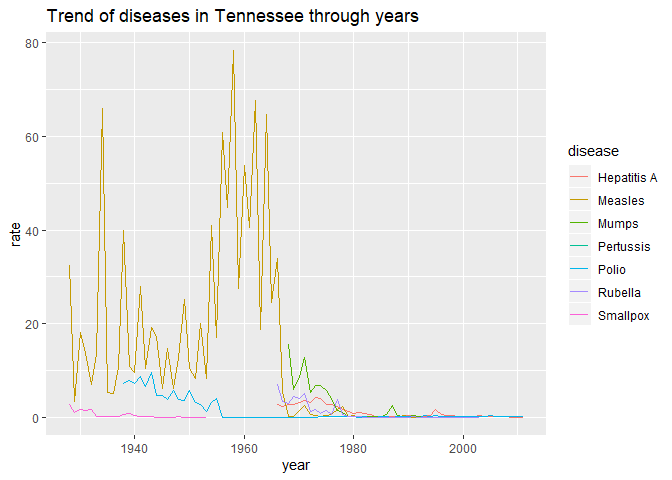 Trend of diseases in Tennessee through years
80
60
40
20
0
rate
1940
1960
1980
2000
year
disease
Hepatitis A
Measles
Mumps
Pertussis
Polio
Rubella
Smallpox